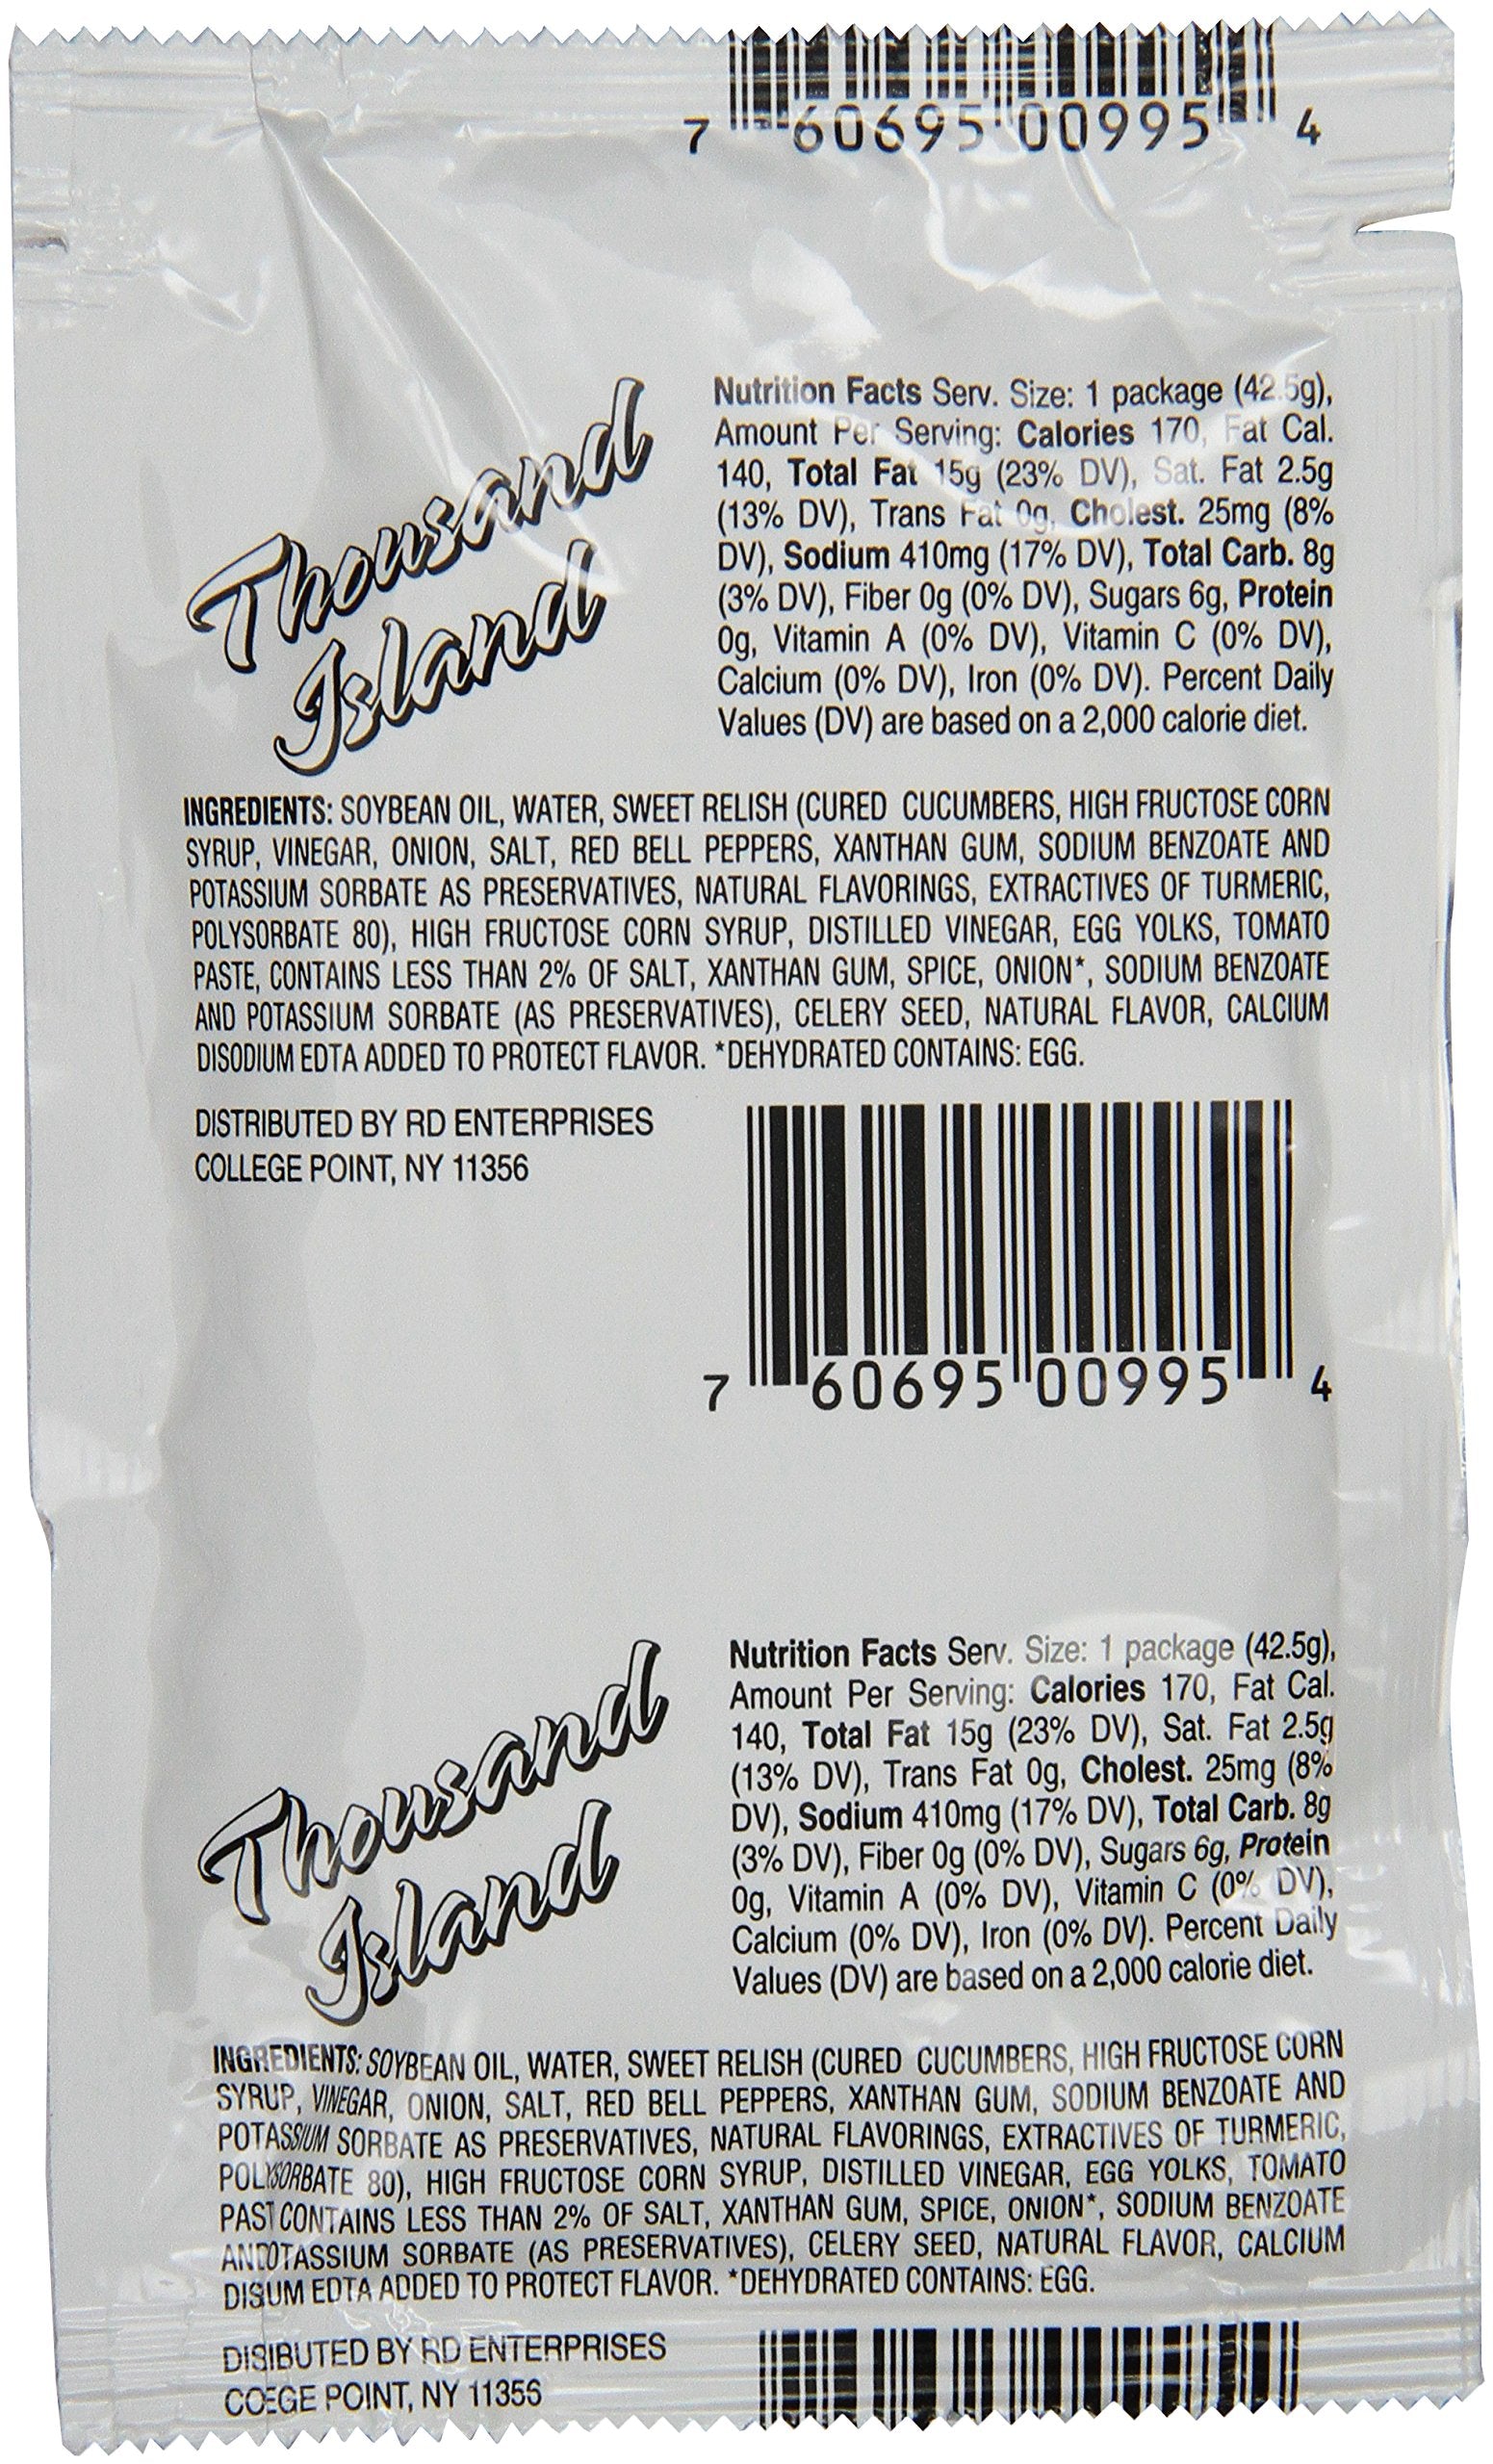 7 60695 00995 4
Thousand
Island
Nutrition Facts Serv. Size: 1 package (42.5g),
Amount Per Serving: Calories 170, Fat Cal.
140, Total Fat 15g (23% DV), Sat. Fat 2.5g
(13% DV), Trans Fat 0g, Cholest. 25mg (8%
DV), Sodium 410mg (17% DV), Total Carb. 8g
(3% DV), Fiber 0g (0% DV), Sugars 6g, Protein
0g, Vitamin A (0% DV), Vitamin C (0% DV),
Calcium (0% DV), Iron (0% DV). Percent Daily
Values (DV) are based on a 2,000 calorie diet.
INGREDIENTS: SOYBEAN OIL, WATER, SWEET RELISH (CURED CUCUMBERS, HIGH FRUCTOSE CORN
SYRUP, VINEGAR, ONION, SALT, RED BELL PEPPERS, XANTHAN GUM, SODIUM BENZOATE AND
POTASSIUM SORBATE AS PRESERVATIVES, NATURAL FLAVORINGS, EXTRACTIVES OF TURMERIC,
POLYSORBATE 80), HIGH FRUCTOSE CORN SYRUP, DISTILLED VINEGAR, EGG YOLKS, TOMATO
PASTE, CONTAINS LESS THAN 2% OF SALT, XANTHAN GUM, SPICE, ONION*, SODIUM BENZOATE
AND POTASSIUM SORBATE (AS PRESERVATIVES), CELERY SEED, NATURAL FLAVOR, CALCIUM
DISODIUM EDTA ADDED TO PROTECT FLAVOR. *DEHYDRATED CONTAINS: EGG.
DISTRIBUTED BY RD ENTERPRISES
COLLEGE POINT, NY 11356
7 60695 00995 4
Thousand
Island
Nutrition Facts Serv. Size: 1 package (42.5g),
Amount Per Serving: Calories 170, Fat Cal.
140, Total Fat 15g (23% DV), Sat. Fat 2.5g
(13% DV), Trans Fat 0g, Cholest. 25mg (8%
DV), Sodium 410mg (17% DV), Total Carb. 8g
(3% DV), Fiber 0g (0% DV), Sugars 6g, Protein
0g, Vitamin A (0% DV), Vitamin C (0% DV),
Calcium (0% DV), Iron (0% DV). Percent Daily
Values (DV) are based on a 2,000 calorie diet.
INGREDIENTS: SOYBEAN OIL, WATER, SWEET RELISH (CURED CUCUMBERS, HIGH FRUCTOSE CORN
SYRUP, VINEGAR, ONION, SALT, RED BELL PEPPERS, XANTHAN GUM, SODIUM BENZOATE AND
POTASSIUM SORBATE AS PRESERVATIVES, NATURAL FLAVORINGS, EXTRACTIVES OF TURMERIC,
POLYSORBATE 80), HIGH FRUCTOSE CORN SYRUP, DISTILLED VINEGAR, EGG YOLKS, TOMATO
PAST CONTAINS LESS THAN 2% OF SALT, XANTHAN GUM, SPICE, ONION*, SODIUM BENZOATE
AND OTASSIUM SORBATE (AS PRESERVATIVES), CELERY SEED, NATURAL FLAVOR, CALCIUM
DISIUM EDTA ADDED TO PROTECT FLAVOR. *DEHYDRATED CONTAINS: EGG.
DISIBUTED BY RD ENTERPRISES
COEGE POINT, NY 11356